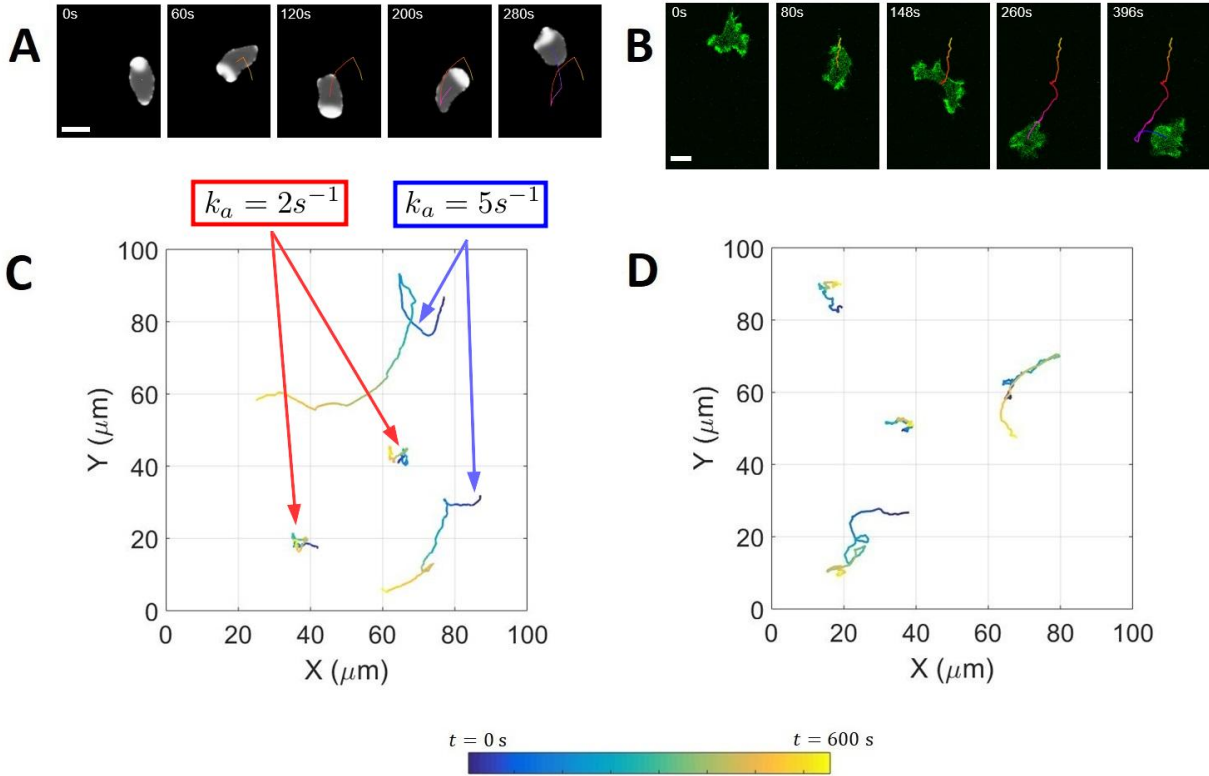 A
0s
60s
120s
200s
280s
B
0s
80s
148s
260s
396s
k_a = 2s^{-1}
k_a = 5s^{-1}
C
100
80
60
40
20
0
Y (μm)
0
20
40
60
80
100
X (μm)
D
100
80
60
40
20
0
Y (μm)
0
20
40
60
80
100
X (μm)
t = 0 s
t = 600 s